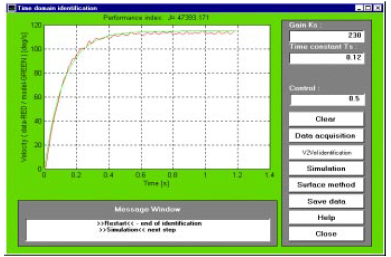 Time domain identification
Performance index: J= 47393.171
Velocity ( data-RED / model-GREEN ) [deg/s]
120
100
80
60
40
20
0
0
0.2
0.4
0.6
0.8
1
1.2
1.4
Time [s]
Gain Ks :
230
Time constant Ts :
0.12
Control :
0.5
Clear
Data acquisition
V2Vel identification
Simulation
Surface method
Save data
Help
Close
Message Window
>>Restart<< - end of identification
>>Simulation<< next step